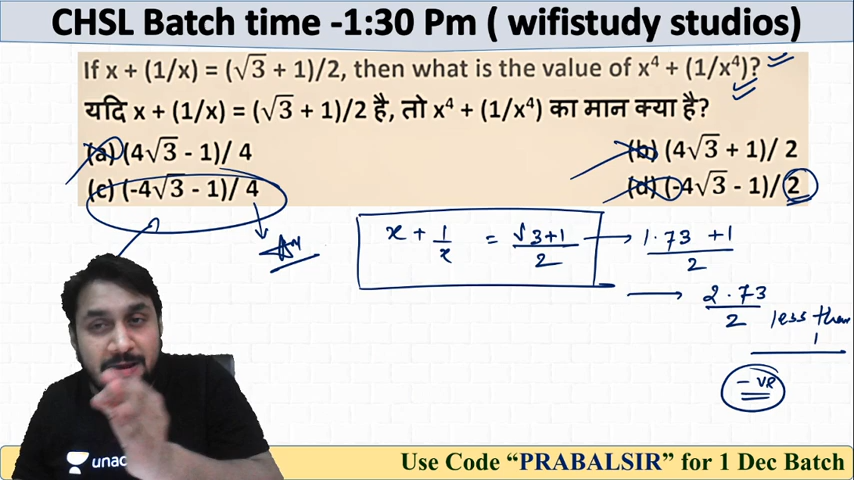 CHSL Batch time -1:30 Pm ( wifistudy studios)
If x + (1/x) = (√3 + 1)/2, then what is the value of x⁴ + (1/x⁴)?
यदि x + (1/x) = (√3 + 1)/2 है, तो x⁴ + (1/x⁴) का मान क्या है?
(a) (4√3 - 1)/ 4
(b) (4√3 + 1)/ 2
(c) (-4√3 - 1)/ 4
(d) (-4√3 - 1)/ 2
x + 1/x = √3+1/2
1.73 + 1/2
2.73/2
less than 1
- VR
unac
Use Code “PRABALSIR” for 1 Dec Batch